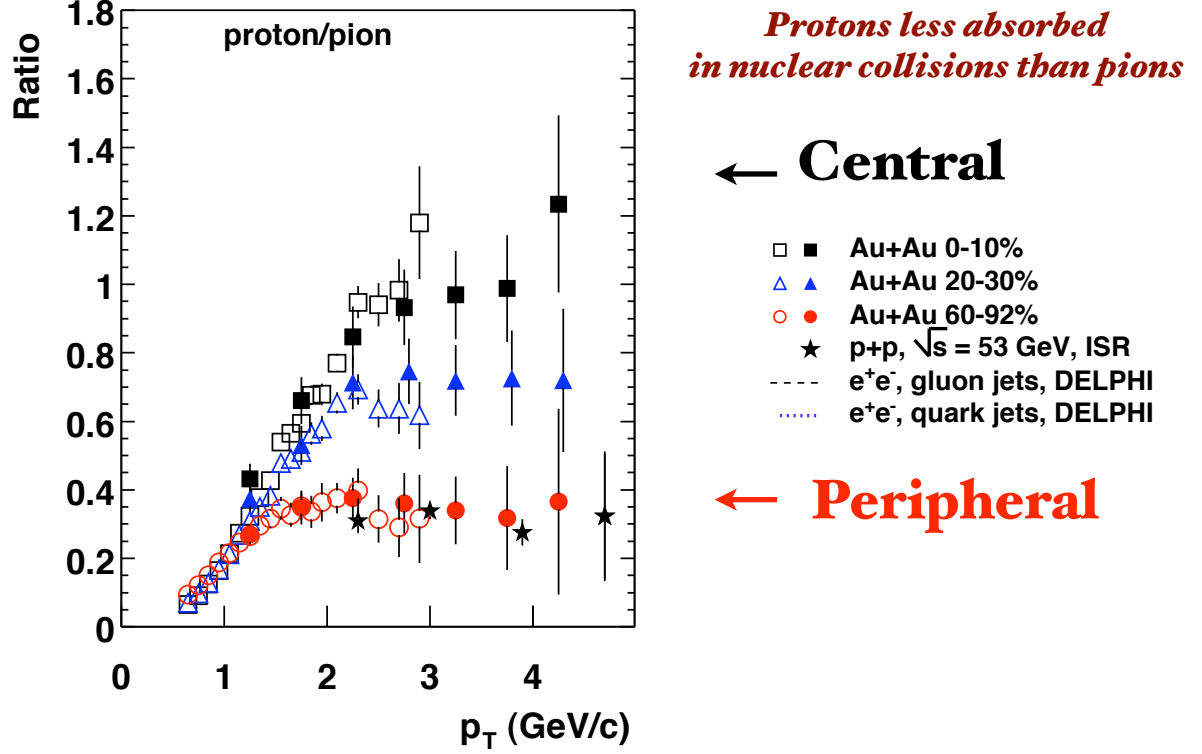 proton/pion
Ratio
1.8
1.6
1.4
1.2
1
0.8
0.6
0.4
0.2
0
0 1 2 3 4
p_T (GeV/c)
Protons less absorbed
in nuclear collisions than pions
Central
Au+Au 0-10%
Au+Au 20-30%
Au+Au 60-92%
p+p, √s = 53 GeV, ISR
e⁺e⁻, gluon jets, DELPHI
e⁺e⁻, quark jets, DELPHI
Peripheral